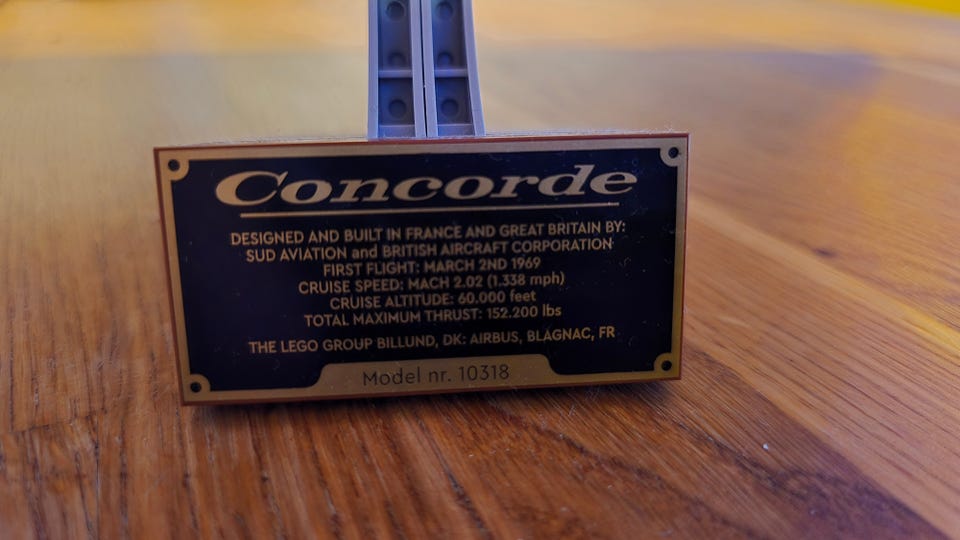 Concorde
DESIGNED AND BUILT IN FRANCE AND GREAT BRITAIN BY:
SUD AVIATION and BRITISH AIRCRAFT CORPORATION
FIRST FLIGHT: MARCH 2ND 1969
CRUISE SPEED: MACH 2.02 (1.338 mph)
CRUISE ALTITUDE: 60.000 feet
TOTAL MAXIMUM THRUST: 152.200 lbs
THE LEGO GROUP BILLUND, DK: AIRBUS, BLAGNAC, FR
Model nr. 10318